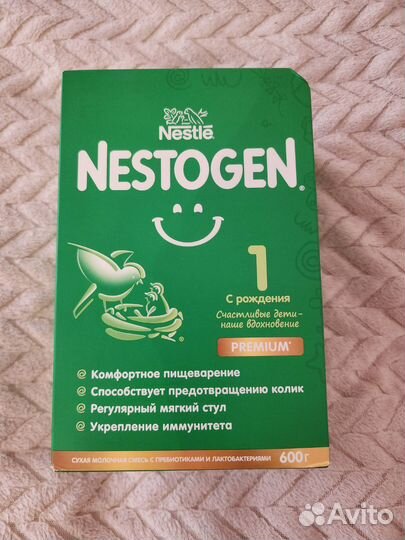 Nestlé
NESTOGEN®
1
С рождения
Счастливые дети -
наше вдохновение
PREMIUM*
Комфортное пищеварение
Способствует предотвращению колик
Регулярный мягкий стул
Укрепление иммунитета
СУХАЯ МОЛОЧНАЯ СМЕСЬ С ПРЕБИОТИКАМИ И ЛАКТОБАКТЕРИЯМИ 600г
Avito